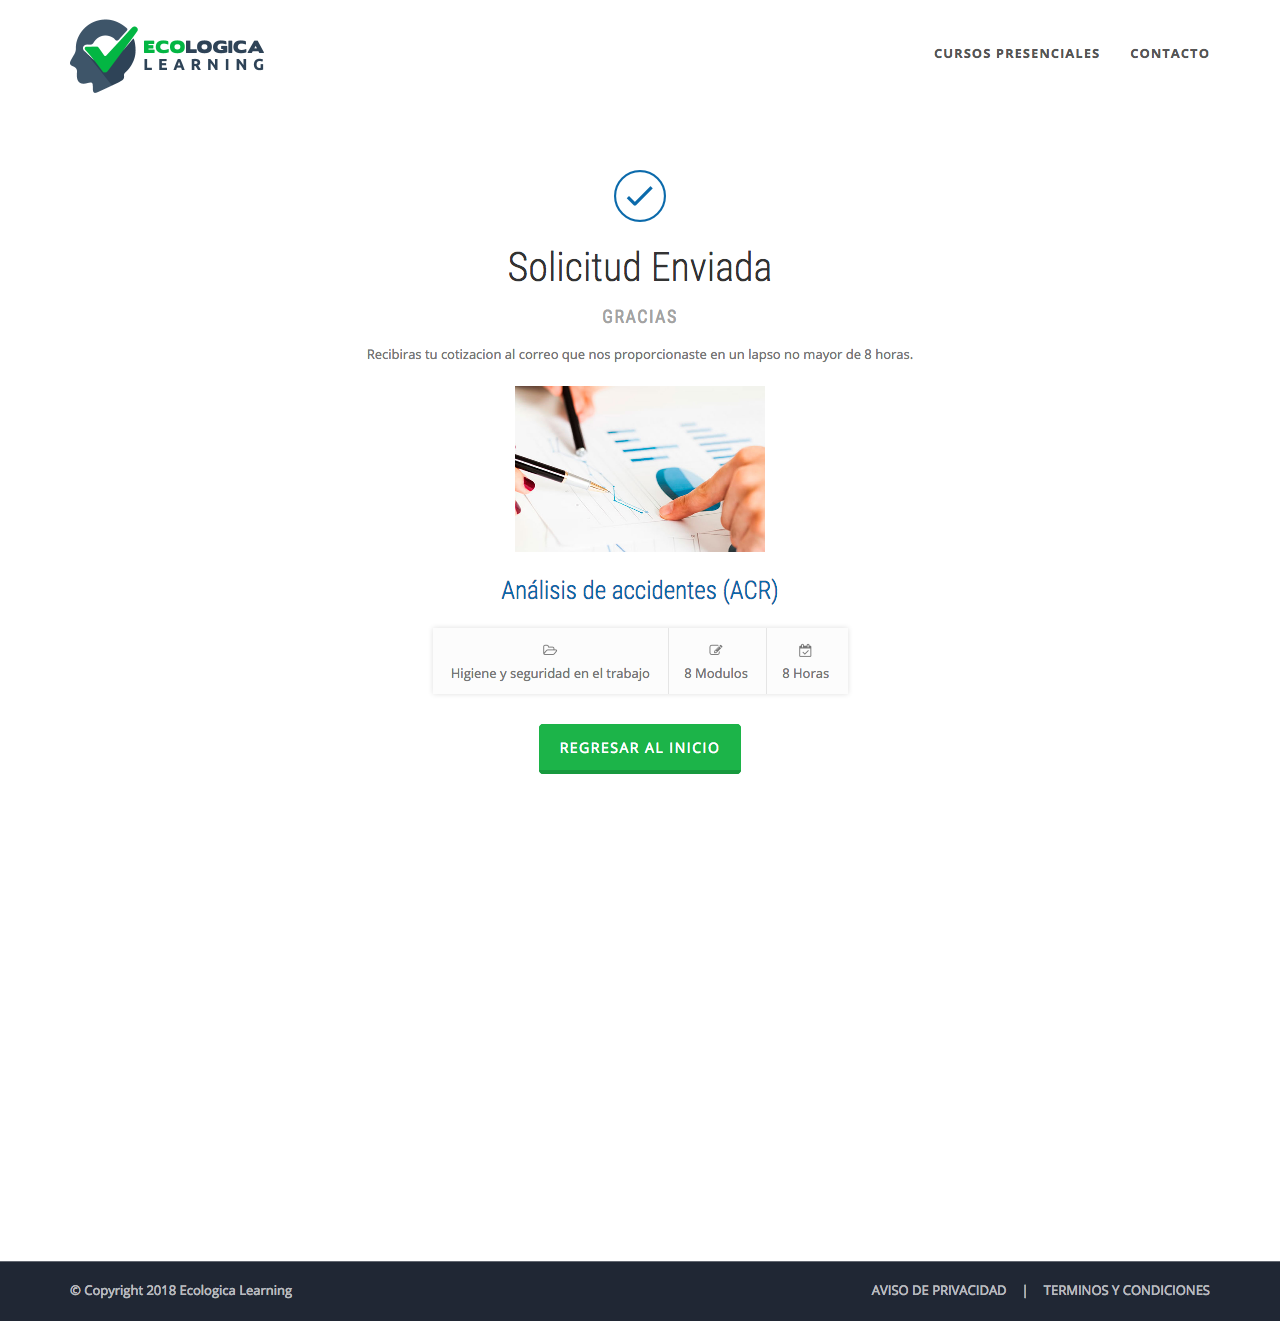 ECOLOGICA
LEARNING
CURSOS PRESENCIALES
CONTACTO
Solicitud Enviada
GRACIAS
Recibiras tu cotizacion al correo que nos proporcionaste en un lapso no mayor de 8 horas.
Análisis de accidentes (ACR)
Higiene y seguridad en el trabajo
8 Modulos
8 Horas
REGRESAR AL INICIO
© Copyright 2018 Ecologica Learning
AVISO DE PRIVACIDAD | TERMINOS Y CONDICIONES